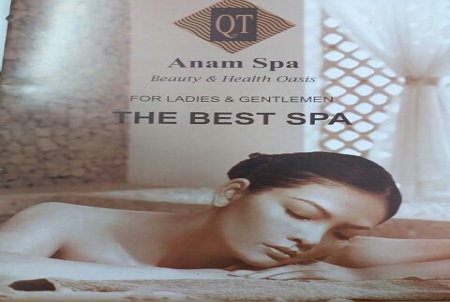 QT
Anam Spa
Beauty & Health Oasis
FOR LADIES & GENTLEMEN
THE BEST SPA